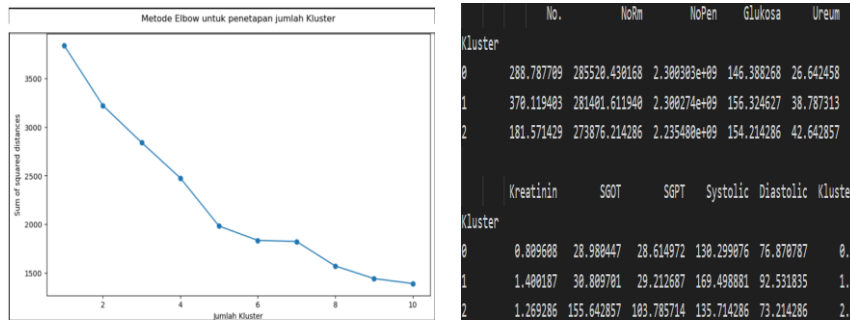 Metode Elbow untuk penetapan jumlah Kluster
3500
3000
2500
2000
1500
Sum of squared distances
2 4 6 8 10
Jumlah Kluster
No. NoRm NoPen Glukosa Ureum
Kluster
0 288.787709 285520.430168 2.300303e+09 146.388268 26.642458
1 370.119403 281401.611940 2.300274e+09 156.324627 38.787313
2 181.571429 273876.214286 2.235480e+09 154.214286 42.642857
Kreatinin SGOT SGPT Systolic Diastolic Kluste
Kluster
0 0.809608 28.980447 28.614972 130.299076 76.870787 0.
1 1.400187 30.809701 29.212687 169.498881 92.531835 1.
2 1.269286 155.642857 103.785714 135.714286 73.214286 2.